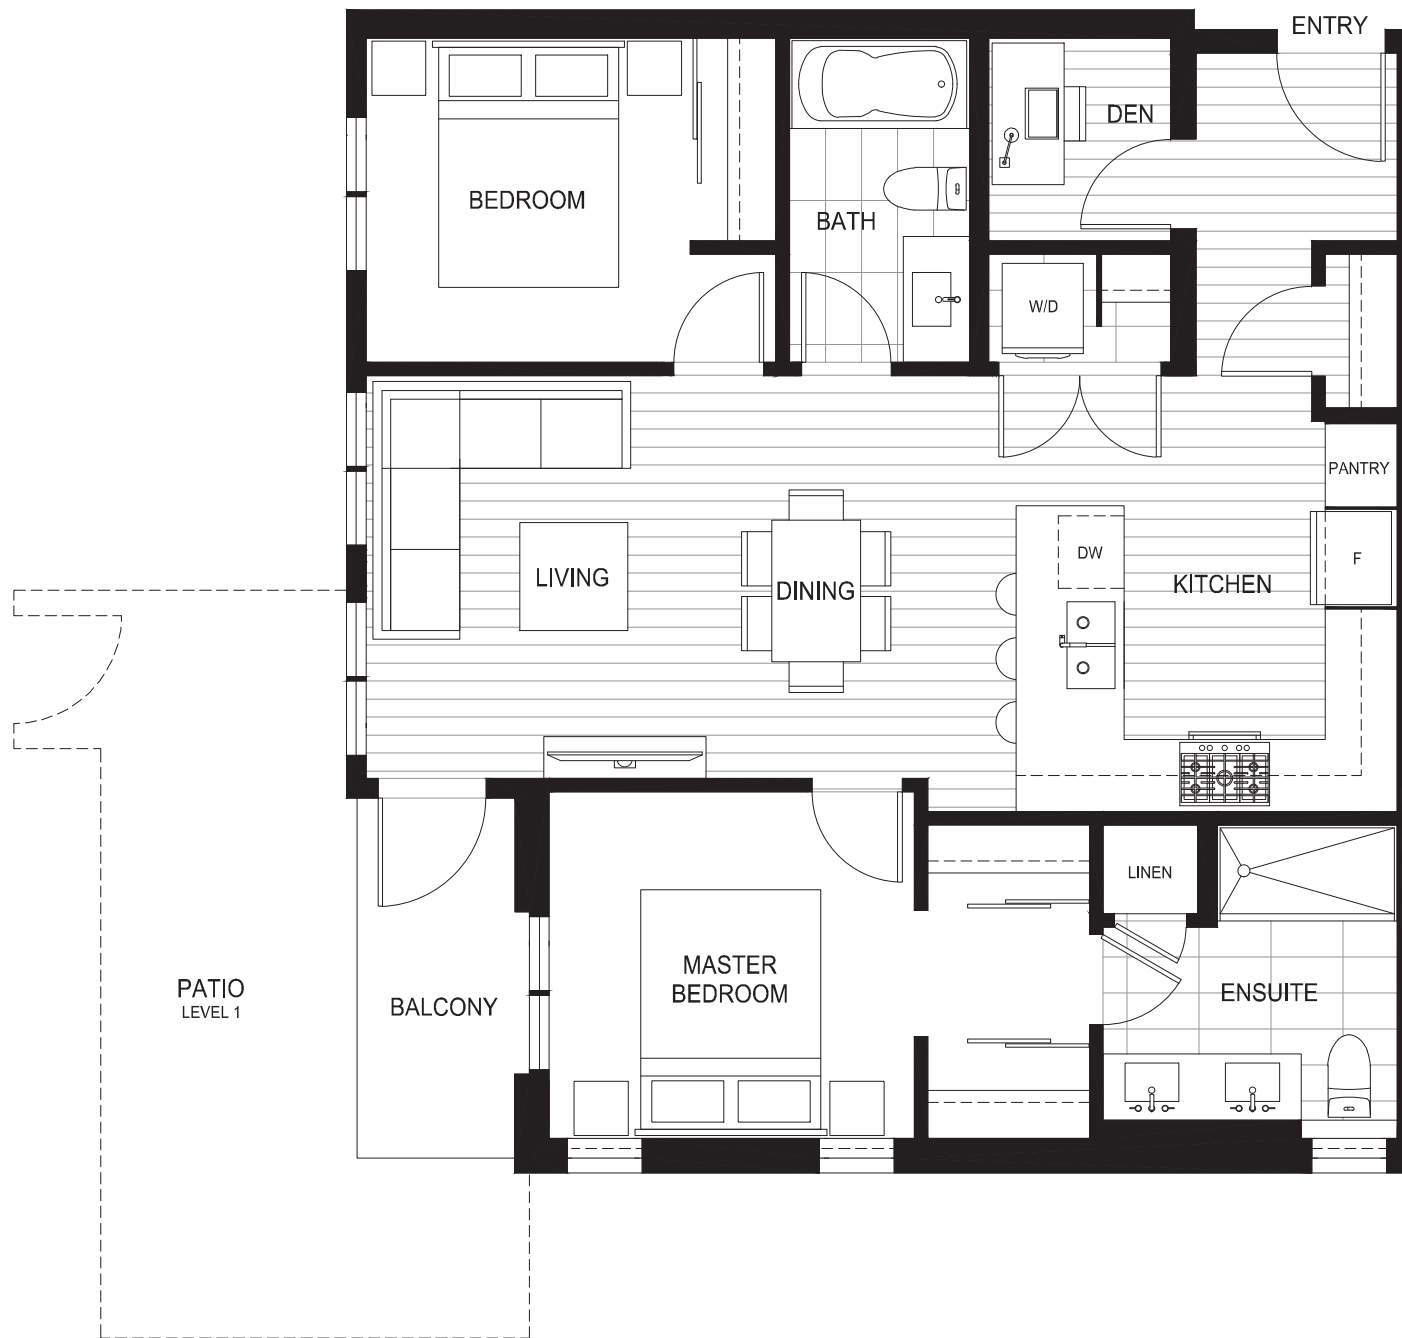 ENTRY
DEN
BEDROOM
BATH
W/D
PANTRY
DW
F
LIVING
DINING
KITCHEN
LINEN
MASTER
BEDROOM
ENSUITE
PATIO
LEVEL 1
BALCONY